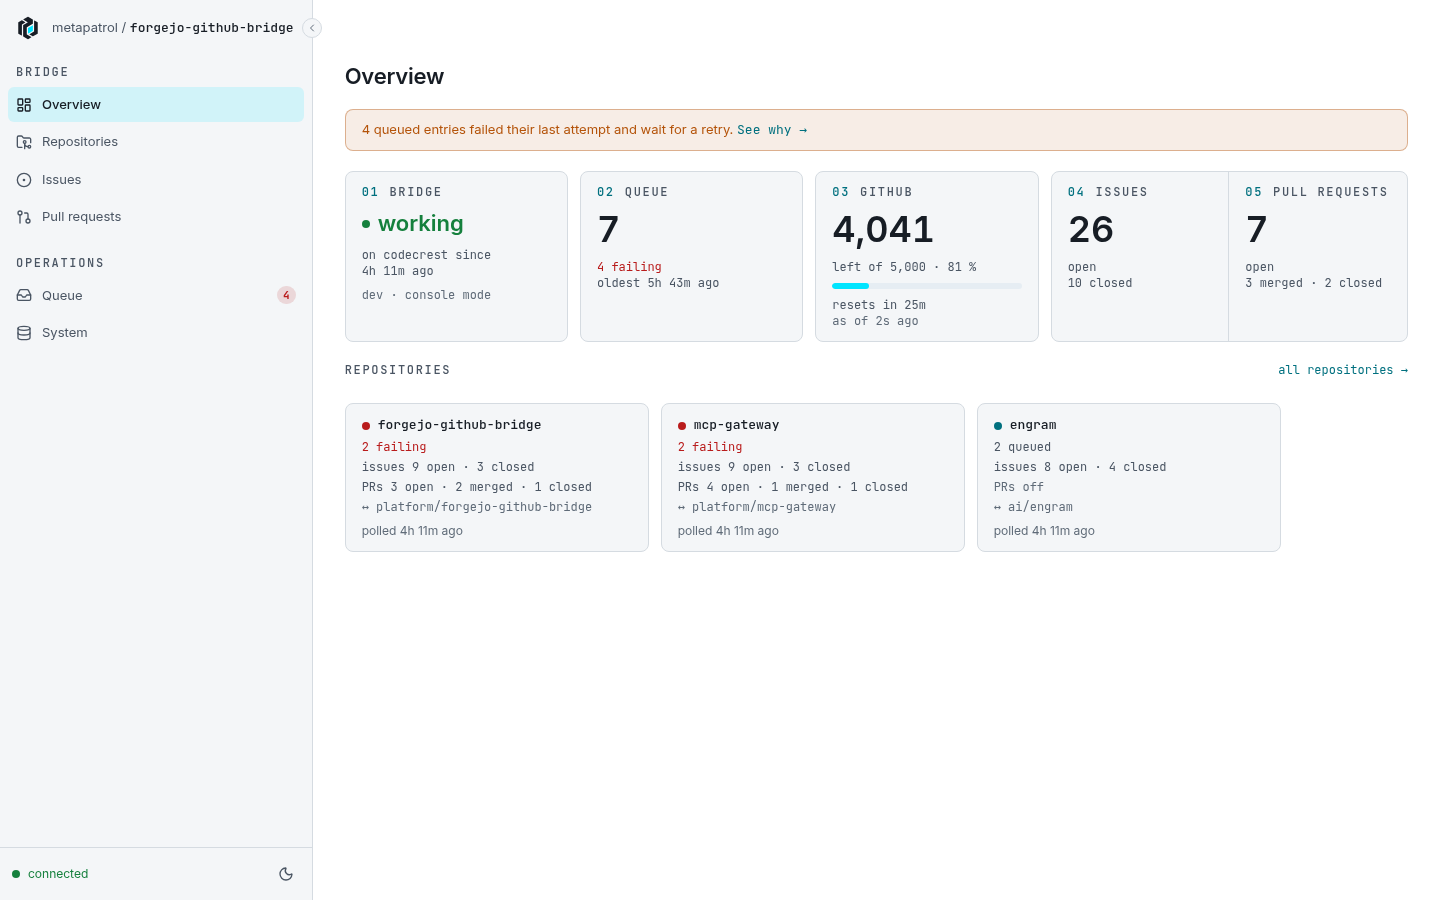 metapatrol / forgejo-github-bridge
BRIDGE
Overview
Repositories
Issues
Pull requests
OPERATIONS
Queue 4
System
connected
Overview
4 queued entries failed their last attempt and wait for a retry. See why →
01 BRIDGE
working
on codecrest since
4h 11m ago
dev · console mode
02 QUEUE
7
4 failing
oldest 5h 43m ago
03 GITHUB
4,041
left of 5,000 · 81 %
resets in 25m
as of 2s ago
04 ISSUES
26
open
10 closed
05 PULL REQUESTS
7
open
3 merged · 2 closed
REPOSITORIES
all repositories →
forgejo-github-bridge
2 failing
issues 9 open · 3 closed
PRs 3 open · 2 merged · 1 closed
↔ platform/forgejo-github-bridge
polled 4h 11m ago
mcp-gateway
2 failing
issues 9 open · 3 closed
PRs 4 open · 1 merged · 1 closed
↔ platform/mcp-gateway
polled 4h 11m ago
engram
2 queued
issues 8 open · 4 closed
PRs off
↔ ai/engram
polled 4h 11m ago